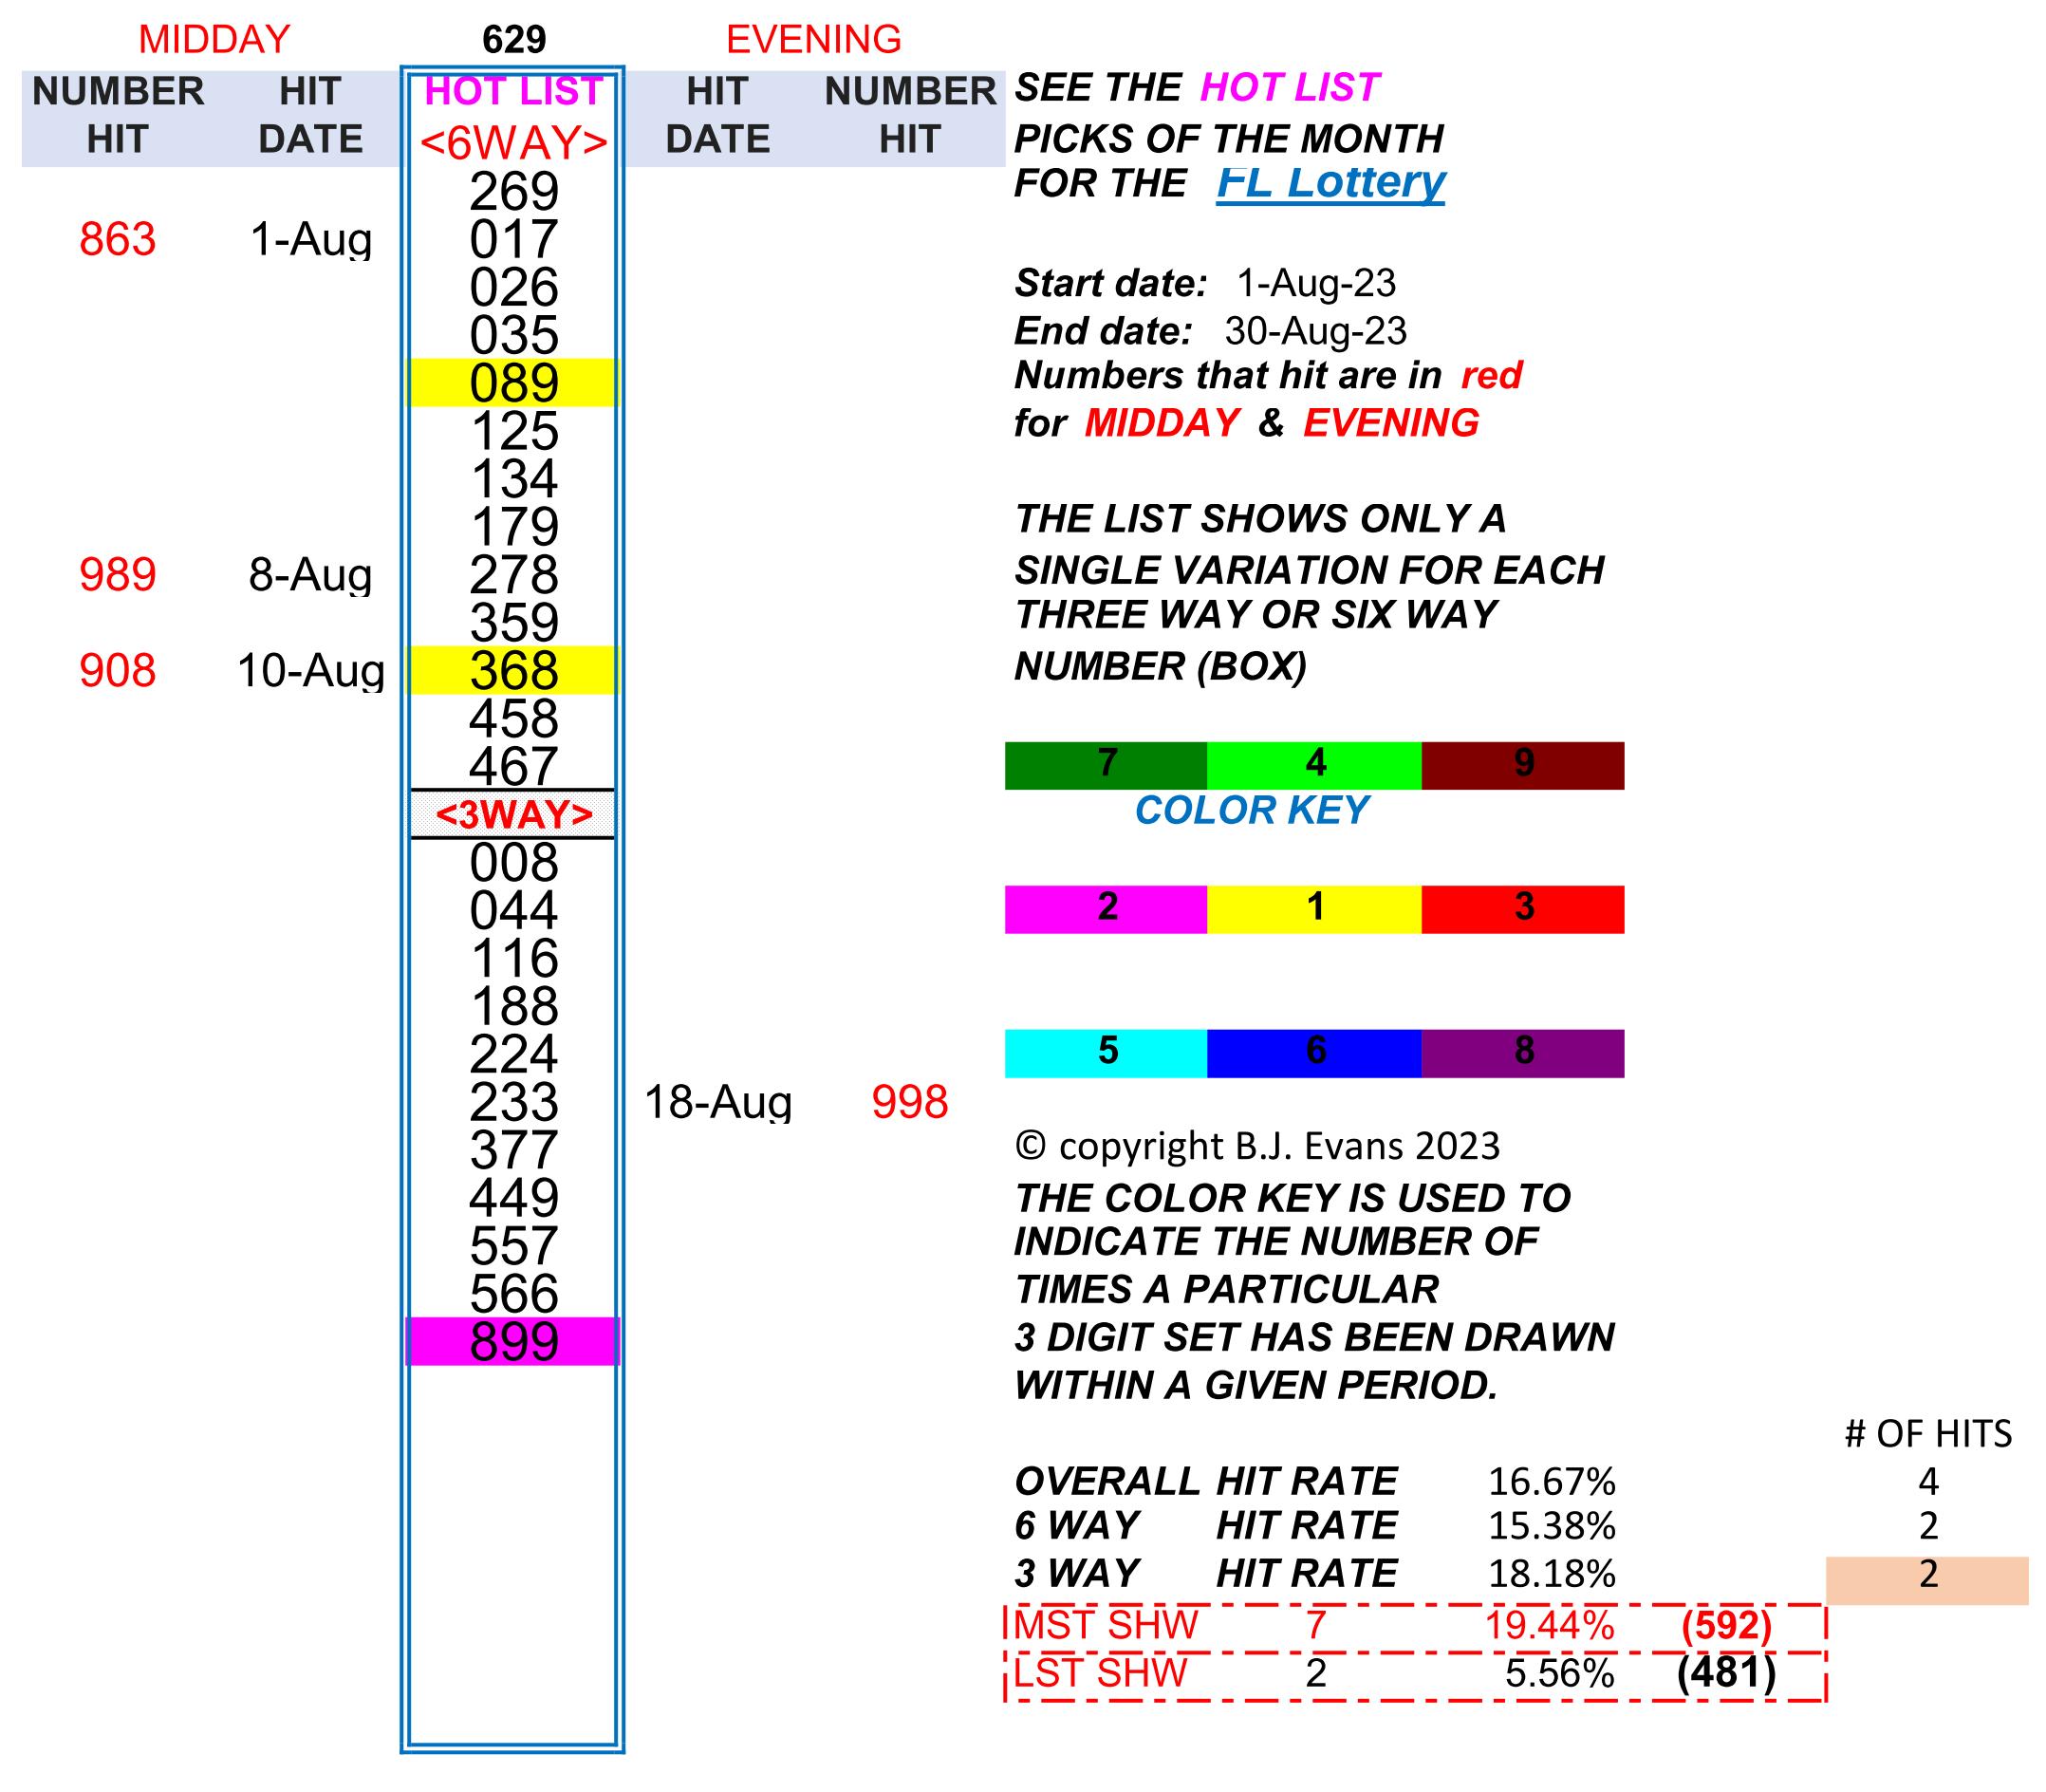 MIDDAY 629 EVENING
NUMBER HIT HOT LIST HIT NUMBER SEE THE HOT LIST
HIT DATE <6WAY> DATE HIT PICKS OF THE MONTH
269 FOR THE FL Lottery
863 1-Aug 017
026 Start date: 1-Aug-23
035 End date: 30-Aug-23
089 Numbers that hit are in red
125 for MIDDAY & EVENING
134
179 THE LIST SHOWS ONLY A
989 8-Aug 278 SINGLE VARIATION FOR EACH
359 THREE WAY OR SIX WAY
908 10-Aug 368 NUMBER (BOX)
458
467 7 4 9
<3WAY> COLOR KEY
008
044 2 1 3
116
188
224 5 6 8
233 18-Aug 998
377 © copyright B.J. Evans 2023
449 THE COLOR KEY IS USED TO
557 INDICATE THE NUMBER OF
566 TIMES A PARTICULAR
899 3 DIGIT SET HAS BEEN DRAWN
WITHIN A GIVEN PERIOD.
# OF HITS
OVERALL HIT RATE 16.67% 4
6 WAY HIT RATE 15.38% 2
3 WAY HIT RATE 18.18% 2
MST SHW 7 19.44% (592)
LST SHW 2 5.56% (481)